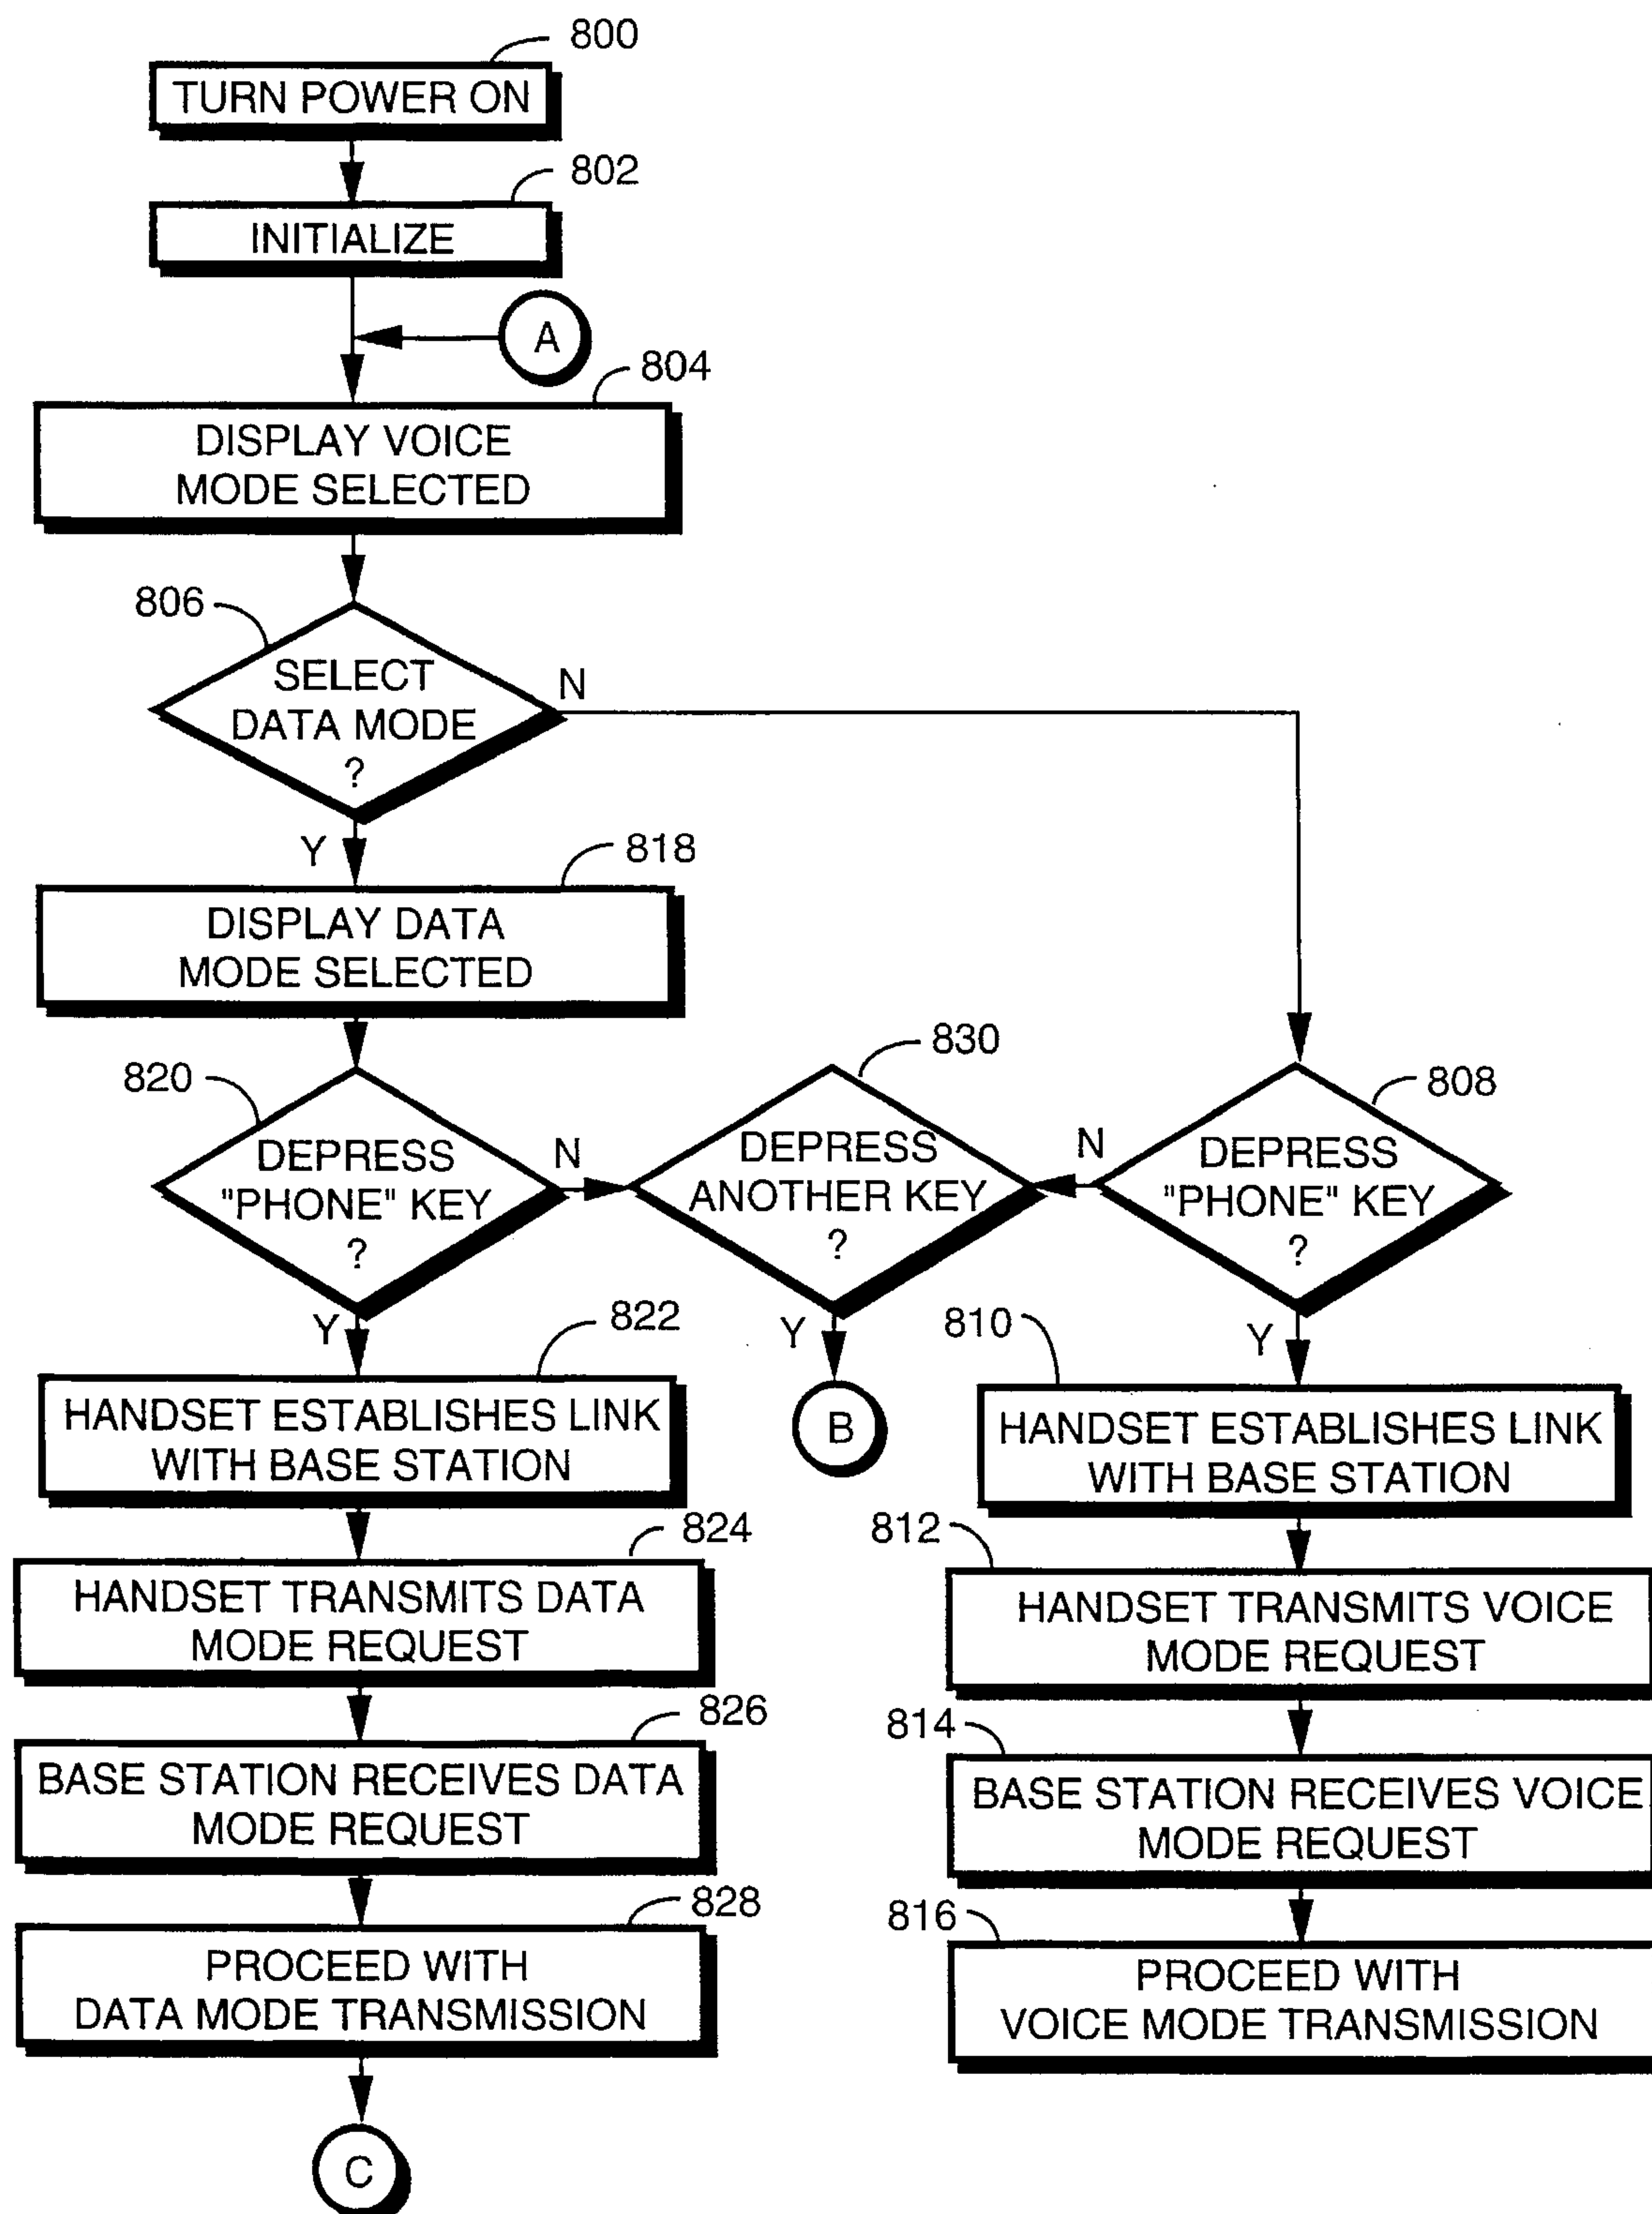 800
TURN POWER ON
802
INITIALIZE
A
804
DISPLAY VOICE
MODE SELECTED
806
SELECT
DATA MODE
?
N
Y
818
DISPLAY DATA
MODE SELECTED
820
DEPRESS
"PHONE" KEY
?
N
Y
830
DEPRESS
ANOTHER KEY
?
Y
B
808
DEPRESS
"PHONE" KEY
?
N
Y
822
HANDSET ESTABLISHES LINK
WITH BASE STATION
824
HANDSET TRANSMITS DATA
MODE REQUEST
826
BASE STATION RECEIVES DATA
MODE REQUEST
828
PROCEED WITH
DATA MODE TRANSMISSION
C
810
HANDSET ESTABLISHES LINK
WITH BASE STATION
812
HANDSET TRANSMITS VOICE
MODE REQUEST
814
BASE STATION RECEIVES VOICE
MODE REQUEST
816
PROCEED WITH
VOICE MODE TRANSMISSION